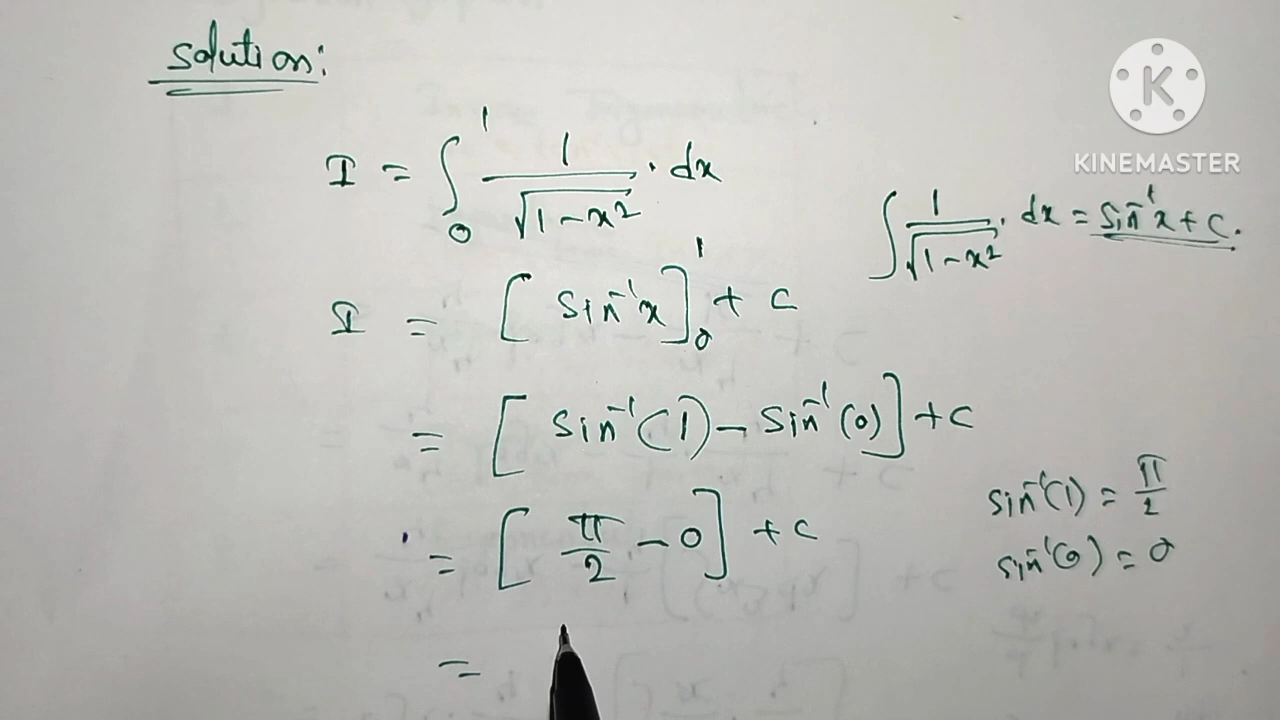 Solution:
I = ∫₀¹ 1/√(1-x²) . dx
∫ 1/√(1-x²) . dx = Sin⁻¹x + C.
I = [Sin⁻¹x]₀¹ + C
= [Sin⁻¹(1) - Sin⁻¹(0)] + C
= [π/2 - 0] + C
sin⁻¹(1) = π/2
sin⁻¹(0) = 0
=
K
KINEMASTER